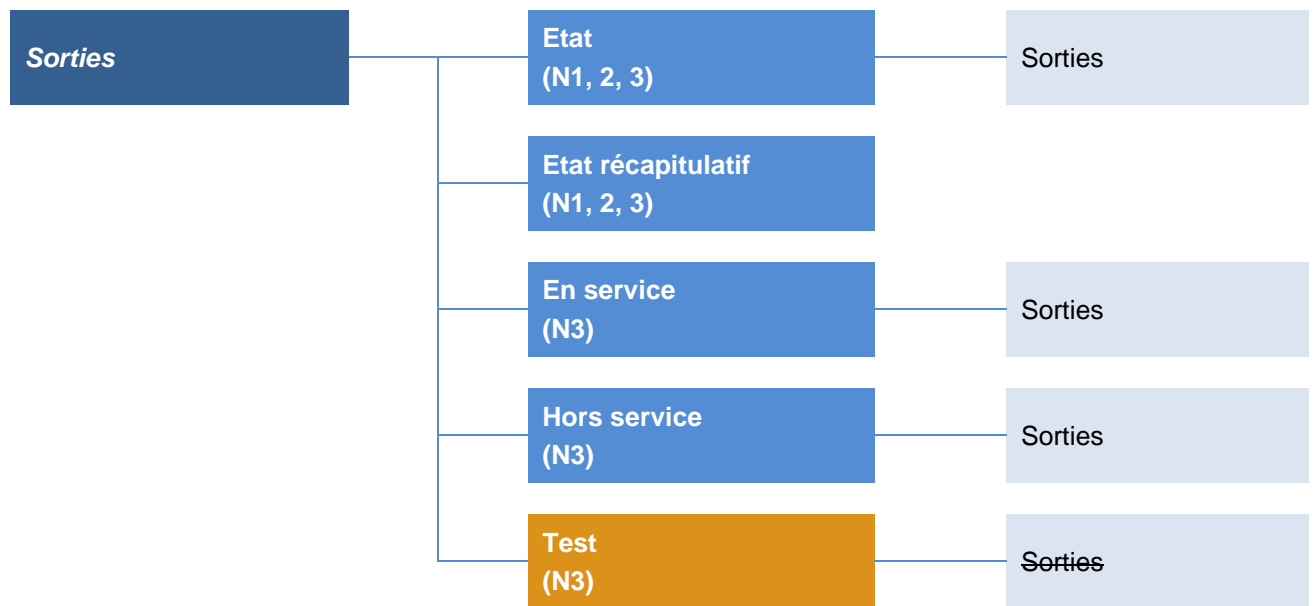 Sorties
Etat
(N1, 2, 3)
Sorties
Etat récapitulatif
(N1, 2, 3)
En service
(N3)
Sorties
Hors service
(N3)
Sorties
Test
(N3)
Sorties